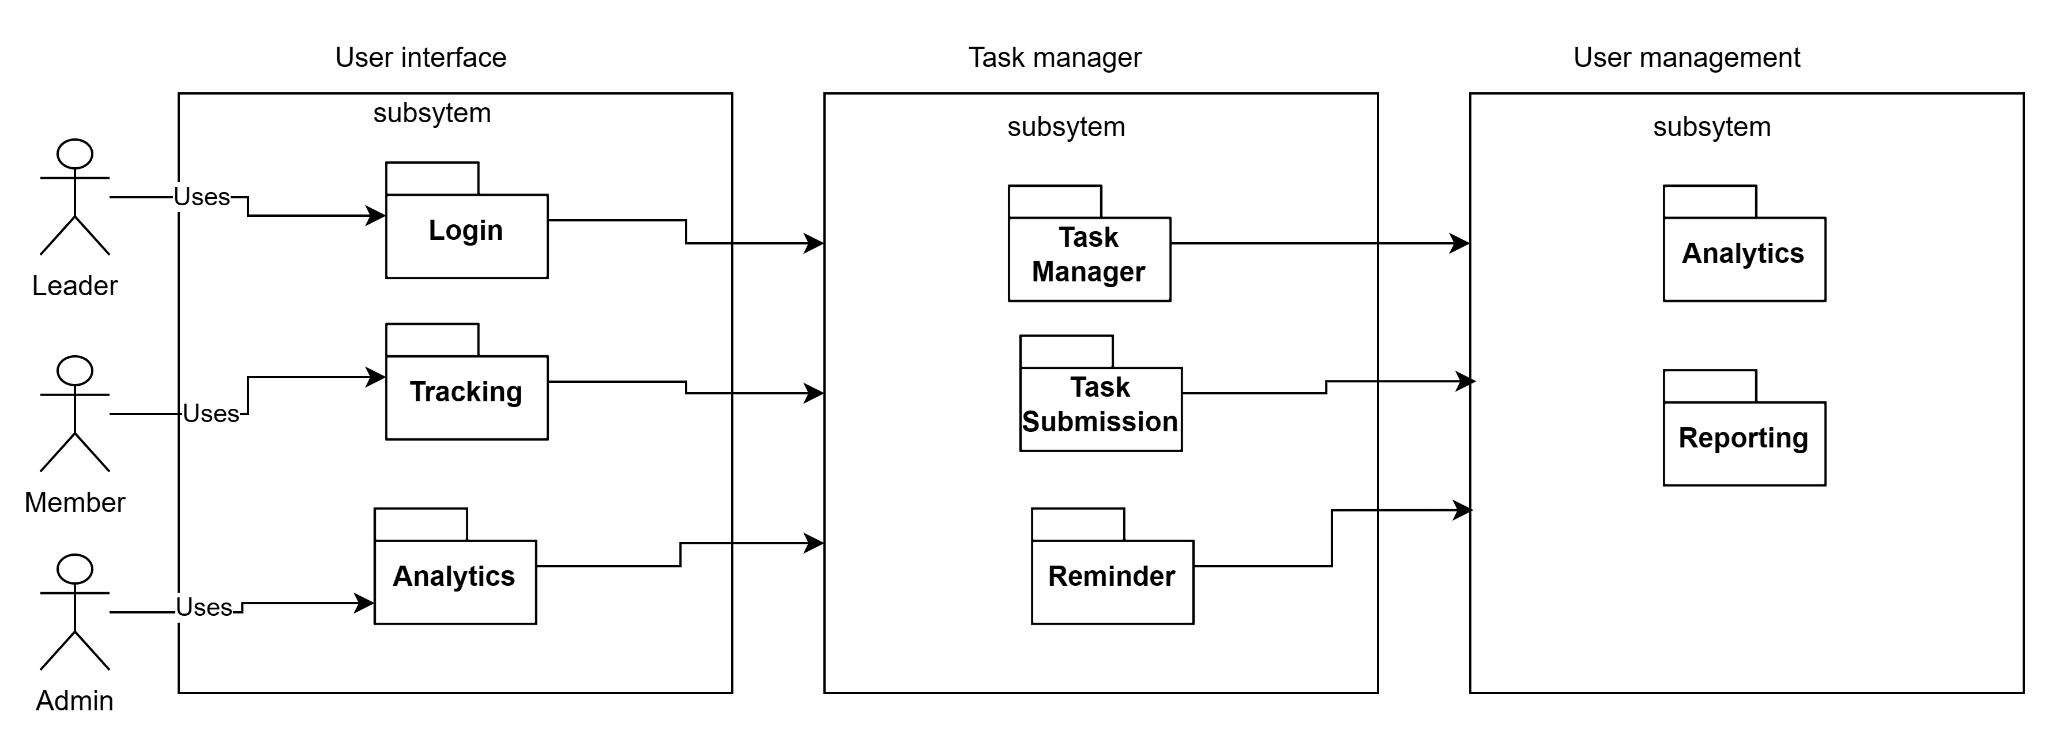 User interface
Task manager
User management
subsytem
subsytem
subsytem
Uses
Login
Task
Manager
Analytics
Leader
Tracking
Task
Submission
Uses
Reporting
Member
Analytics
Reminder
Uses
Admin